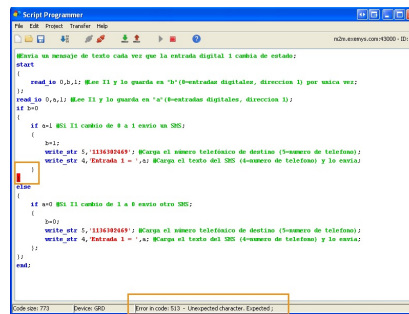 Script Programmer
File Edit Project Transfer Help
m2m.exemys.com:43000 - ID:
@Envia un mensaje de texto cada vez que la entrada digital 1 cambia de estado;
start
{
read_io 0,b,1; @Lee I1 y lo guarda en "b"(0=entradas digitales, direccion 1) por unica vez;
};
read_io 0,a,1; @Lee I1 y lo guarda en "a"(0=entradas digitales, direccion 1);
if b=0
{
if a=1 @Si I1 cambio de 0 a 1 envio un SMS;
{
b=1;
write_str 5,'1136302469'; @Carga el número telefónico de destino (5=numero de telefono);
write_str 4,'Entrada 1 = ',a; @Carga el texto del SMS (4=numero de telefono) y lo envia;
}
else
{
if a=0 @Si I1 cambio de 1 a 0 envio otro SMS;
{
b=0;
write_str 5,'1136302469'; @Carga el número telefónico de destino (5=numero de telefono);
write_str 4,'Entrada 1 = ',a; @Carga el texto del SMS (4=numero de telefono) y lo envia;
};
};
end;
Code size: 773 Device: GRD Error in code: 513 - Unexpected character. Expected ;